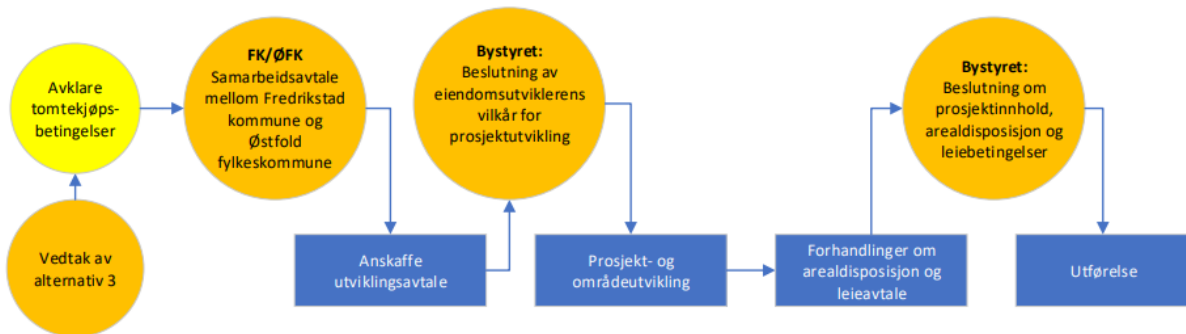 Avklare
tomtekjøps-
betingelser
Vedtak av
alternativ 3
FK/ØFK
Samarbeidsavtale
mellom Fredrikstad
kommune og
Østfold
fylkeskommune
Anskaffe
utviklingsavtale
Bystyret:
Beslutning av
eiendomsutviklerens
vilkår for
prosjektutvikling
Prosjekt- og
områdeutvikling
Forhandlinger om
arealdisposisjon og
leieavtale
Bystyret:
Beslutning om
prosjektinnhold,
arealdisposisjon og
leiebetingelser
Utførelse